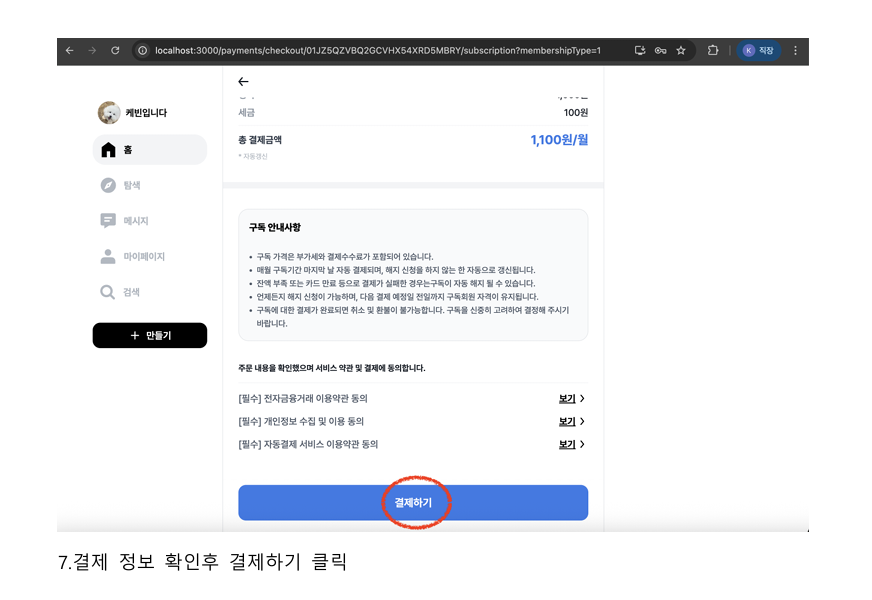 localhost:3000/payments/checkout/01JZ5QZVBQ2GCVHX54XRD5MBRY/subscription?membershipType=1
K 직장
케빈입니다
홈
탐색
메시지
마이페이지
검색
+ 만들기
세금 100원
총 결제금액 1,100원/월
* 자동갱신
구독 안내사항
• 구독 가격은 부가세와 결제수수료가 포함되어 있습니다.
• 매월 구독기간 마지막 날 자동 결제되며, 해지 신청을 하지 않는 한 자동으로 갱신됩니다.
• 잔액 부족 또는 카드 만료 등으로 결제가 실패한 경우는구독이 자동 해지 될 수 있습니다.
• 언제든지 해지 신청이 가능하며, 다음 결제 예정일 전일까지 구독회원 자격이 유지됩니다.
• 구독에 대한 결제가 완료되면 취소 및 환불이 불가능합니다. 구독을 신중히 고려하여 결정해 주시기
바랍니다.
주문 내용을 확인했으며 서비스 약관 및 결제에 동의합니다.
[필수] 전자금융거래 이용약관 동의 보기
[필수] 개인정보 수집 및 이용 동의 보기
[필수] 자동결제 서비스 이용약관 동의 보기
결제하기
7.결제 정보 확인후 결제하기 클릭